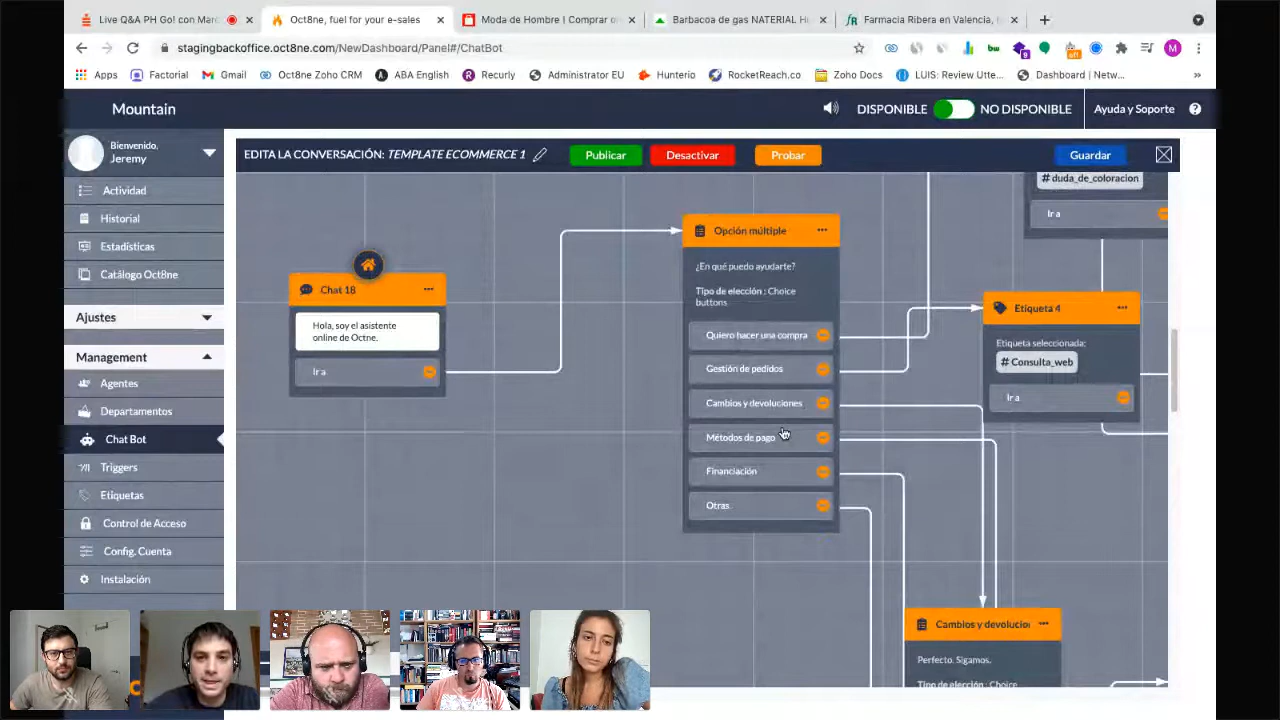 Live Q&A PH Go! con Marc
Oct8ne, fuel for your e-sales
Moda de Hombre | Comprar on
Barbacoa de gas NATERIAL H
Farmacia Ribera en Valencia,
stagingbackoffice.oct8ne.com/NewDashboard/Panel#/ChatBot
Apps
Factorial
Gmail
Oct8ne Zoho CRM
ABA English
Recurly
Administrator EU
Hunterio
RocketReach.co
Zoho Docs
LUIS: Review Utte...
Dashboard | Netw...
Mountain
DISPONIBLE
NO DISPONIBLE
Ayuda y Soporte
Bienvenido,
Jeremy
Actividad
Historial
Estadísticas
Catálogo Oct8ne
Ajustes
Management
Agentes
Departamentos
Chat Bot
Triggers
Etiquetas
Control de Acceso
Config. Cuenta
Instalación
EDITA LA CONVERSACIÓN: TEMPLATE ECOMMERCE 1
Publicar
Desactivar
Probar
Guardar
Chat 18
Hola, soy el asistente
online de Octne.
Ir a
Opción múltiple
¿En qué puedo ayudarte?
Tipo de elección : Choice
buttons
Quiero hacer una compra
Gestión de pedidos
Cambios y devoluciones
Métodos de pago
Financiación
Otras.
# duda_de_coloracion
Ir a
Etiqueta 4
Etiqueta seleccionada:
# Consulta_web
Ir a
Cambios y devolucion
Perfecto. Sigamos.
Tipo de elección : Choice